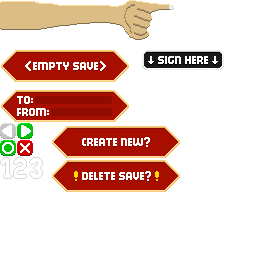 <EMPTY SAVE>
↓ SIGN HERE ↓
TO:
FROM:
CREATE NEW?
123
! DELETE SAVE? !